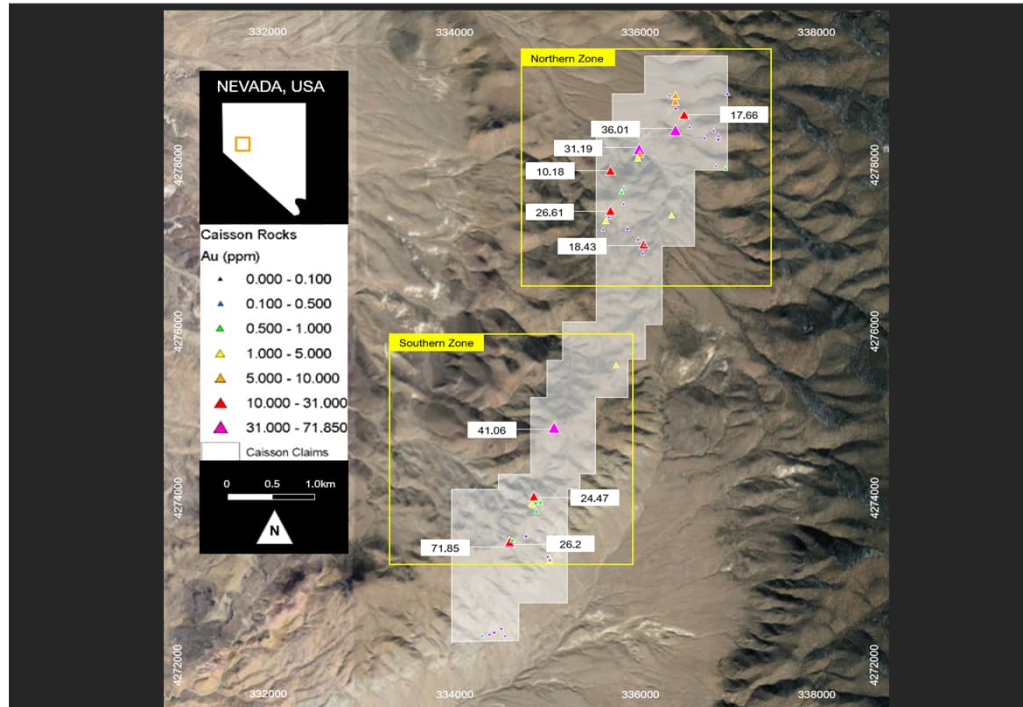 332000
334000
336000
338000
Northern Zone
NEVADA, USA
17.66
36.01
31.19
10.18
26.61
18.43
4278000
4278000
Caisson Rocks
Au (ppm)
0.000 - 0.100
0.100 - 0.500
0.500 - 1.000
1.000 - 5.000
5.000 - 10.000
10.000 - 31.000
31.000 - 71.850
Caisson Claims
4276000
4276000
Southern Zone
41.06
24.47
71.85
26.2
0 0.5 1.0km
N
4274000
4274000
4272000
4272000
332000
334000
336000
338000